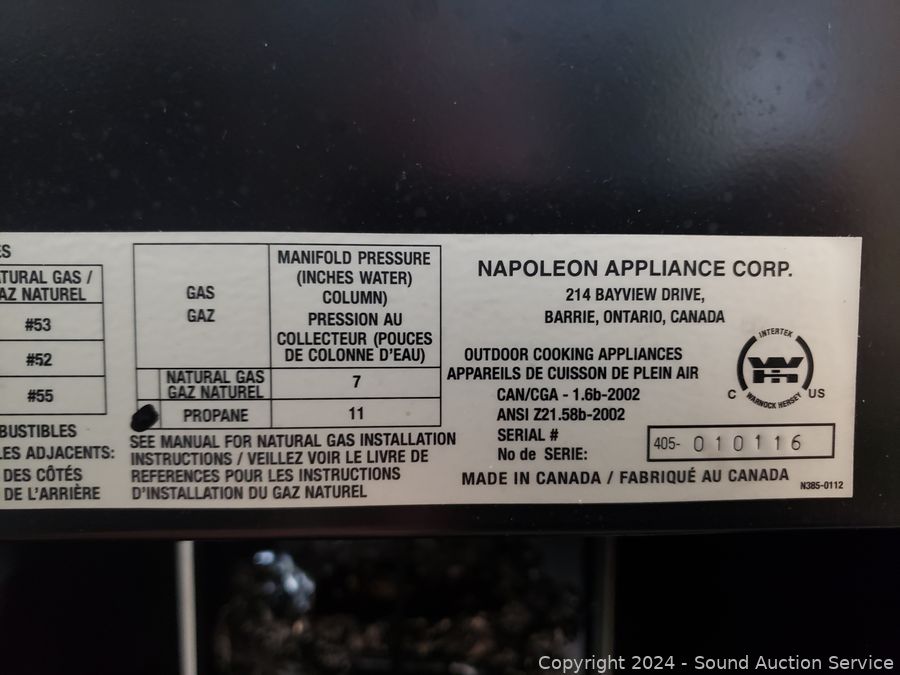 ES
NATURAL GAS /
GAZ NATUREL
#53
#52
#55
BUSTIBLES
LES ADJACENTS:
DES CÔTÉS
DE L'ARRIÈRE
GAS
GAZ
MANIFOLD PRESSURE
(INCHES WATER)
COLUMN)
PRESSION AU
COLLECTEUR (POUCES
DE COLONNE D'EAU)
NATURAL GAS
GAZ NATUREL
7
PROPANE
11
SEE MANUAL FOR NATURAL GAS INSTALLATION
INSTRUCTIONS / VEILLEZ VOIR LE LIVRE DE
REFERENCES POUR LES INSTRUCTIONS
D'INSTALLATION DU GAZ NATUREL
NAPOLEON APPLIANCE CORP.
214 BAYVIEW DRIVE,
BARRIE, ONTARIO, CANADA
OUTDOOR COOKING APPLIANCES
APPAREILS DE CUISSON DE PLEIN AIR
CAN/CGA - 1.6b-2002
ANSI Z21.58b-2002
SERIAL #
No de SERIE:
405- 010116
INTERTEK
WH
WARNOCK HERSEY
C US
MADE IN CANADA / FABRIQUÉ AU CANADA
N385-0112
Copyright © 2024 - Sound Auction Service